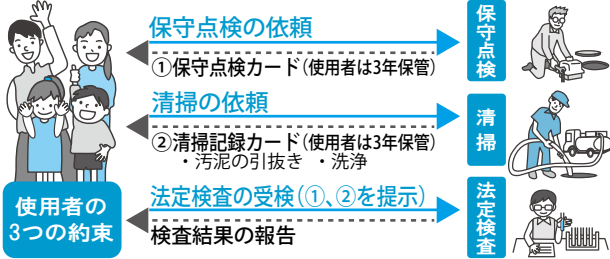 保守点検の依頼
①保守点検カード(使用者は3年保管)
保守点検
清掃の依頼
②清掃記録カード(使用者は3年保管)
・汚泥の引抜き ・洗浄
清掃
法定検査の受検(①、②を提示)
検査結果の報告
法定検査
使用者の
3つの約束